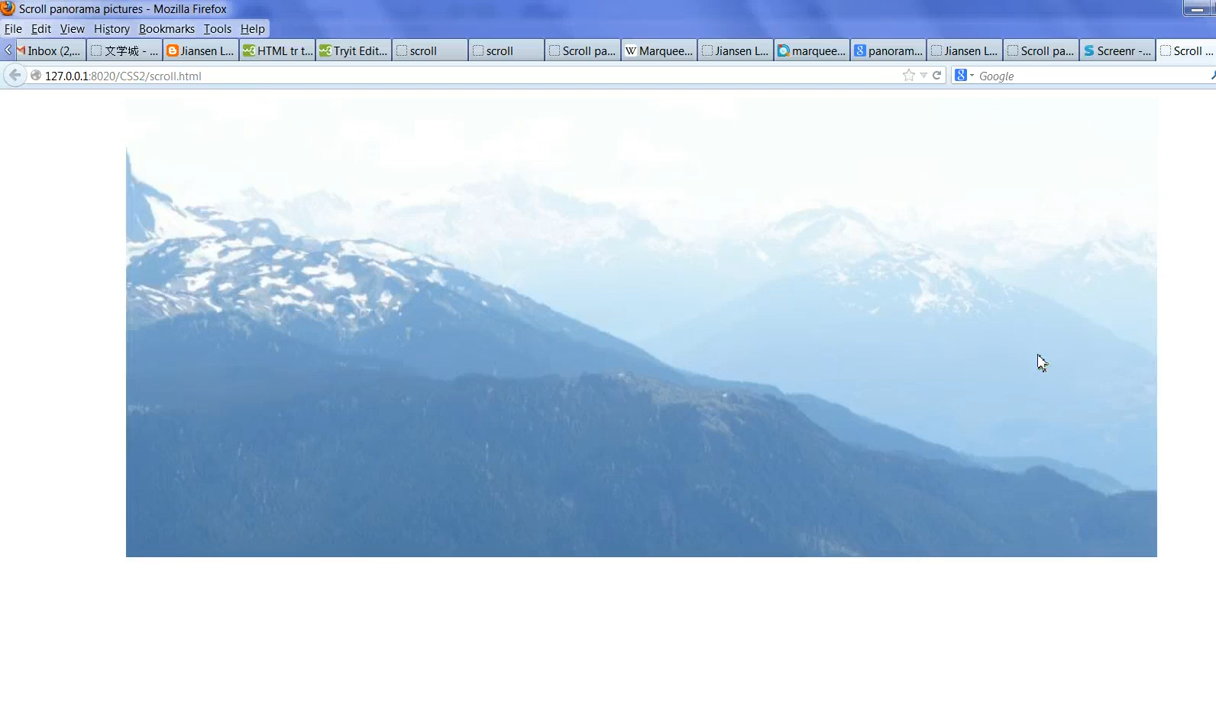 Scroll panorama pictures - Mozilla Firefox
File Edit View History Bookmarks Tools Help
Inbox (2,... 文学城 - ... Jiansen L... HTML tr t... Tryit Edit... scroll scroll Scroll pa... Marquee... Jiansen L... marquee... panoram... Jiansen L... Scroll pa... Screenr -... Scroll ...
127.0.0.1:8020/CSS2/scroll.html Google